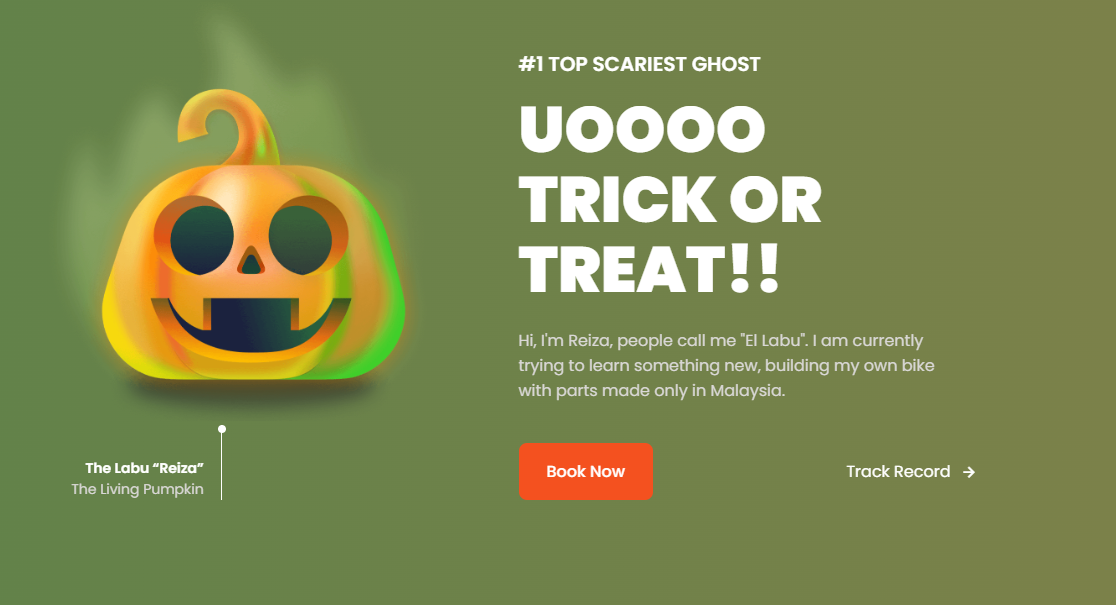 #1 TOP SCARIEST GHOST
UOOOO
TRICK OR
TREAT!!
Hi, I'm Reiza, people call me "El Labu". I am currently
trying to learn something new, building my own bike
with parts made only in Malaysia.
Book Now
Track Record →
The Labu “Reiza”
The Living Pumpkin